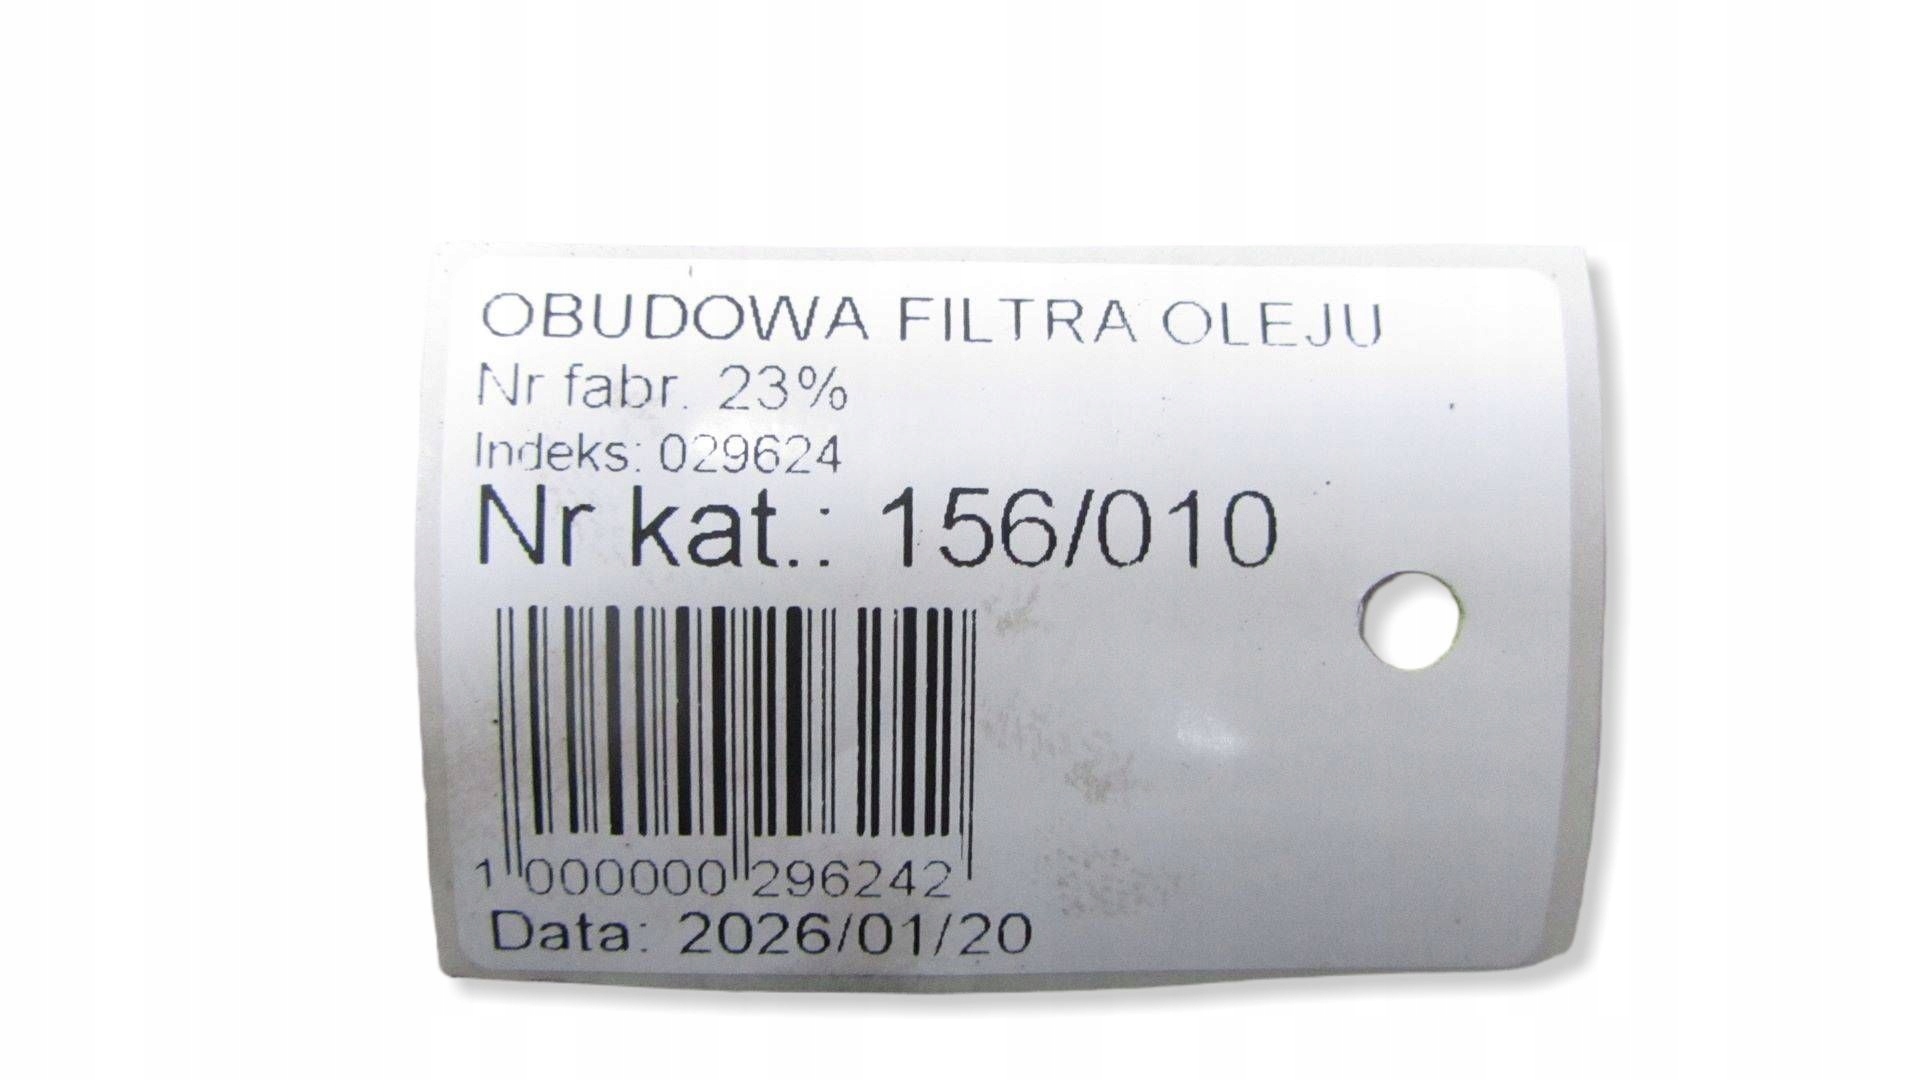 OBUDOWA FILTRA OLEJU
Nr fabr. 23%
Indeks: 029624
Nr kat.: 156/010
1 000000 296242
Data: 2026/01/20